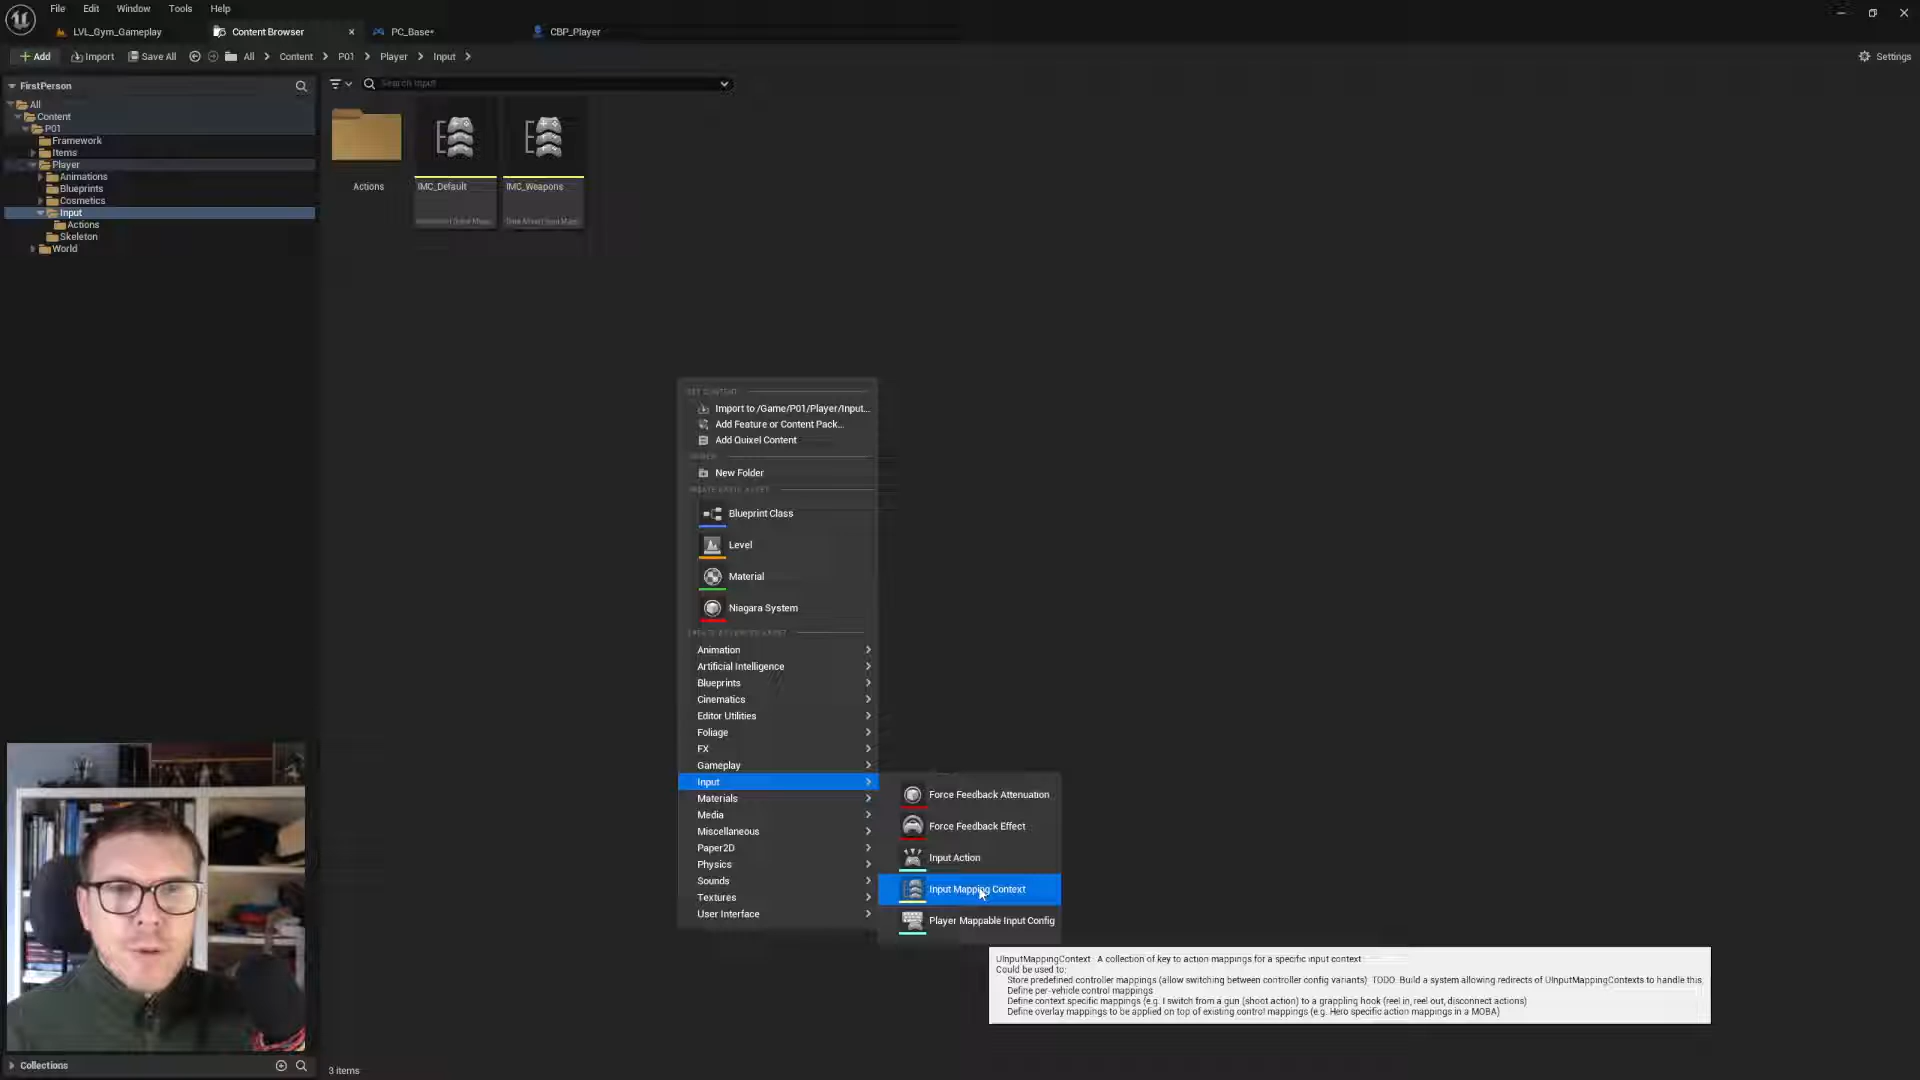 File Edit Window Tools Help
LVL_Gym_Gameplay Content Browser PC_Base* CBP_Player
Add Import Save All All Content P01 Player Input Settings
FirstPerson
Search Input
All
Content
P01
Framework
Items
Player
Animations
Blueprints
Cosmetics
Input
Actions
Skeleton
World
Actions
IMC_Default
IMC_Weapons
Import to /Game/P01/Player/Input...
Add Feature or Content Pack...
Add Quixel Content
New Folder
Blueprint Class
Level
Material
Niagara System
CREATE ADVANCED ASSET
Animation
Artificial Intelligence
Blueprints
Cinematics
Editor Utilities
Foliage
FX
Gameplay
Input
Materials
Media
Miscellaneous
Paper2D
Physics
Sounds
Textures
User Interface
Force Feedback Attenuation
Force Feedback Effect
Input Action
Input Mapping Context
Player Mappable Input Config
UInputMappingContext : A collection of key to action mappings for a specific input context
Could be used to:
Store predefined controller mappings (allow switching between controller config variants). TODO: Build a system allowing redirects of UInputMappingContexts to handle this.
Define per-vehicle control mappings
Define context specific mappings (e.g. I switch from a gun (shoot action) to a grappling hook (reel in, reel out, disconnect actions)
Define overlay mappings to be applied on top of existing control mappings (e.g. Hero specific action mappings in a MOBA)
Collections
3 items